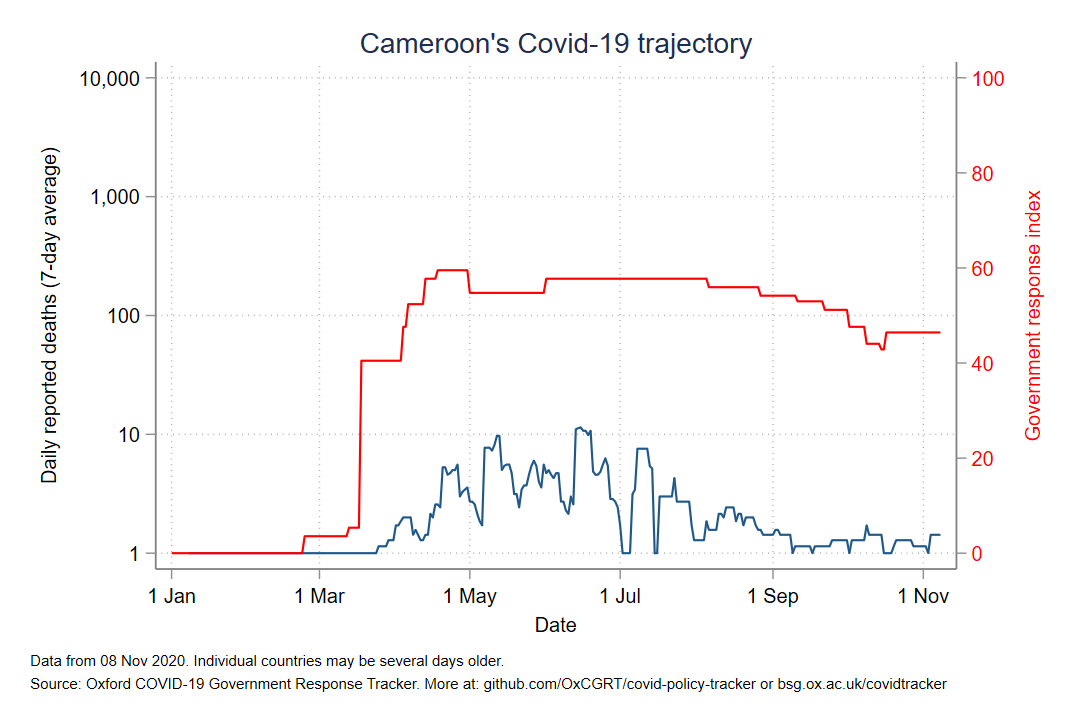 Cameroon's Covid-19 trajectory
10,000
1,000
100
10
1
Daily reported deaths (7-day average)
100
80
60
40
20
0
Government response index
1 Jan 1 Mar 1 May 1 Jul 1 Sep 1 Nov
Date
Data from 08 Nov 2020. Individual countries may be several days older.
Source: Oxford COVID-19 Government Response Tracker. More at: github.com/OxCGRT/covid-policy-tracker or bsg.ox.ac.uk/covidtracker